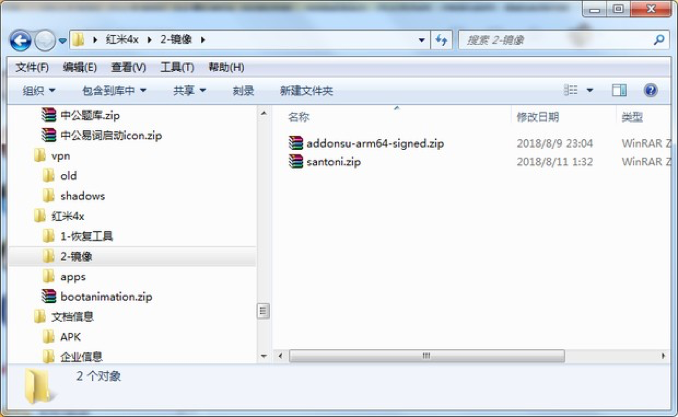 红米4x 2-镜像
搜索 2-镜像
文件(F) 编辑(E) 查看(V) 工具(T) 帮助(H)
组织 包含到库中 共享 刻录 新建文件夹
中公题库.zip
中公易词启动icon.zip
vpn
old
shadows
红米4x
1-恢复工具
2-镜像
apps
bootanimation.zip
文档信息
APK
企业信息
名称 修改日期 类型
addonsu-arm64-signed.zip 2018/8/9 23:04 WinRAR Z
santoni.zip 2018/8/11 1:32 WinRAR Z
2 个对象